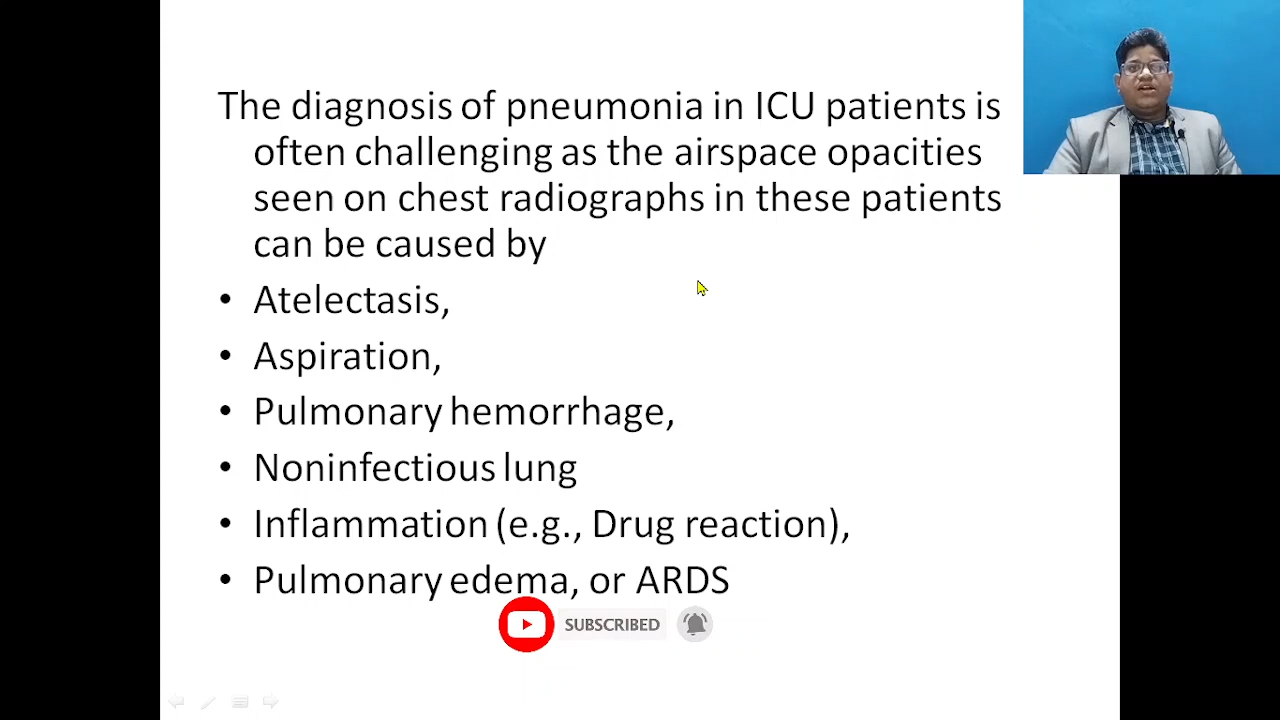 The diagnosis of pneumonia in ICU patients is
often challenging as the airspace opacities
seen on chest radiographs in these patients
can be caused by
• Atelectasis,
• Aspiration,
• Pulmonary hemorrhage,
• Noninfectious lung
• Inflammation (e.g., Drug reaction),
• Pulmonary edema, or ARDS
SUBSCRIBED